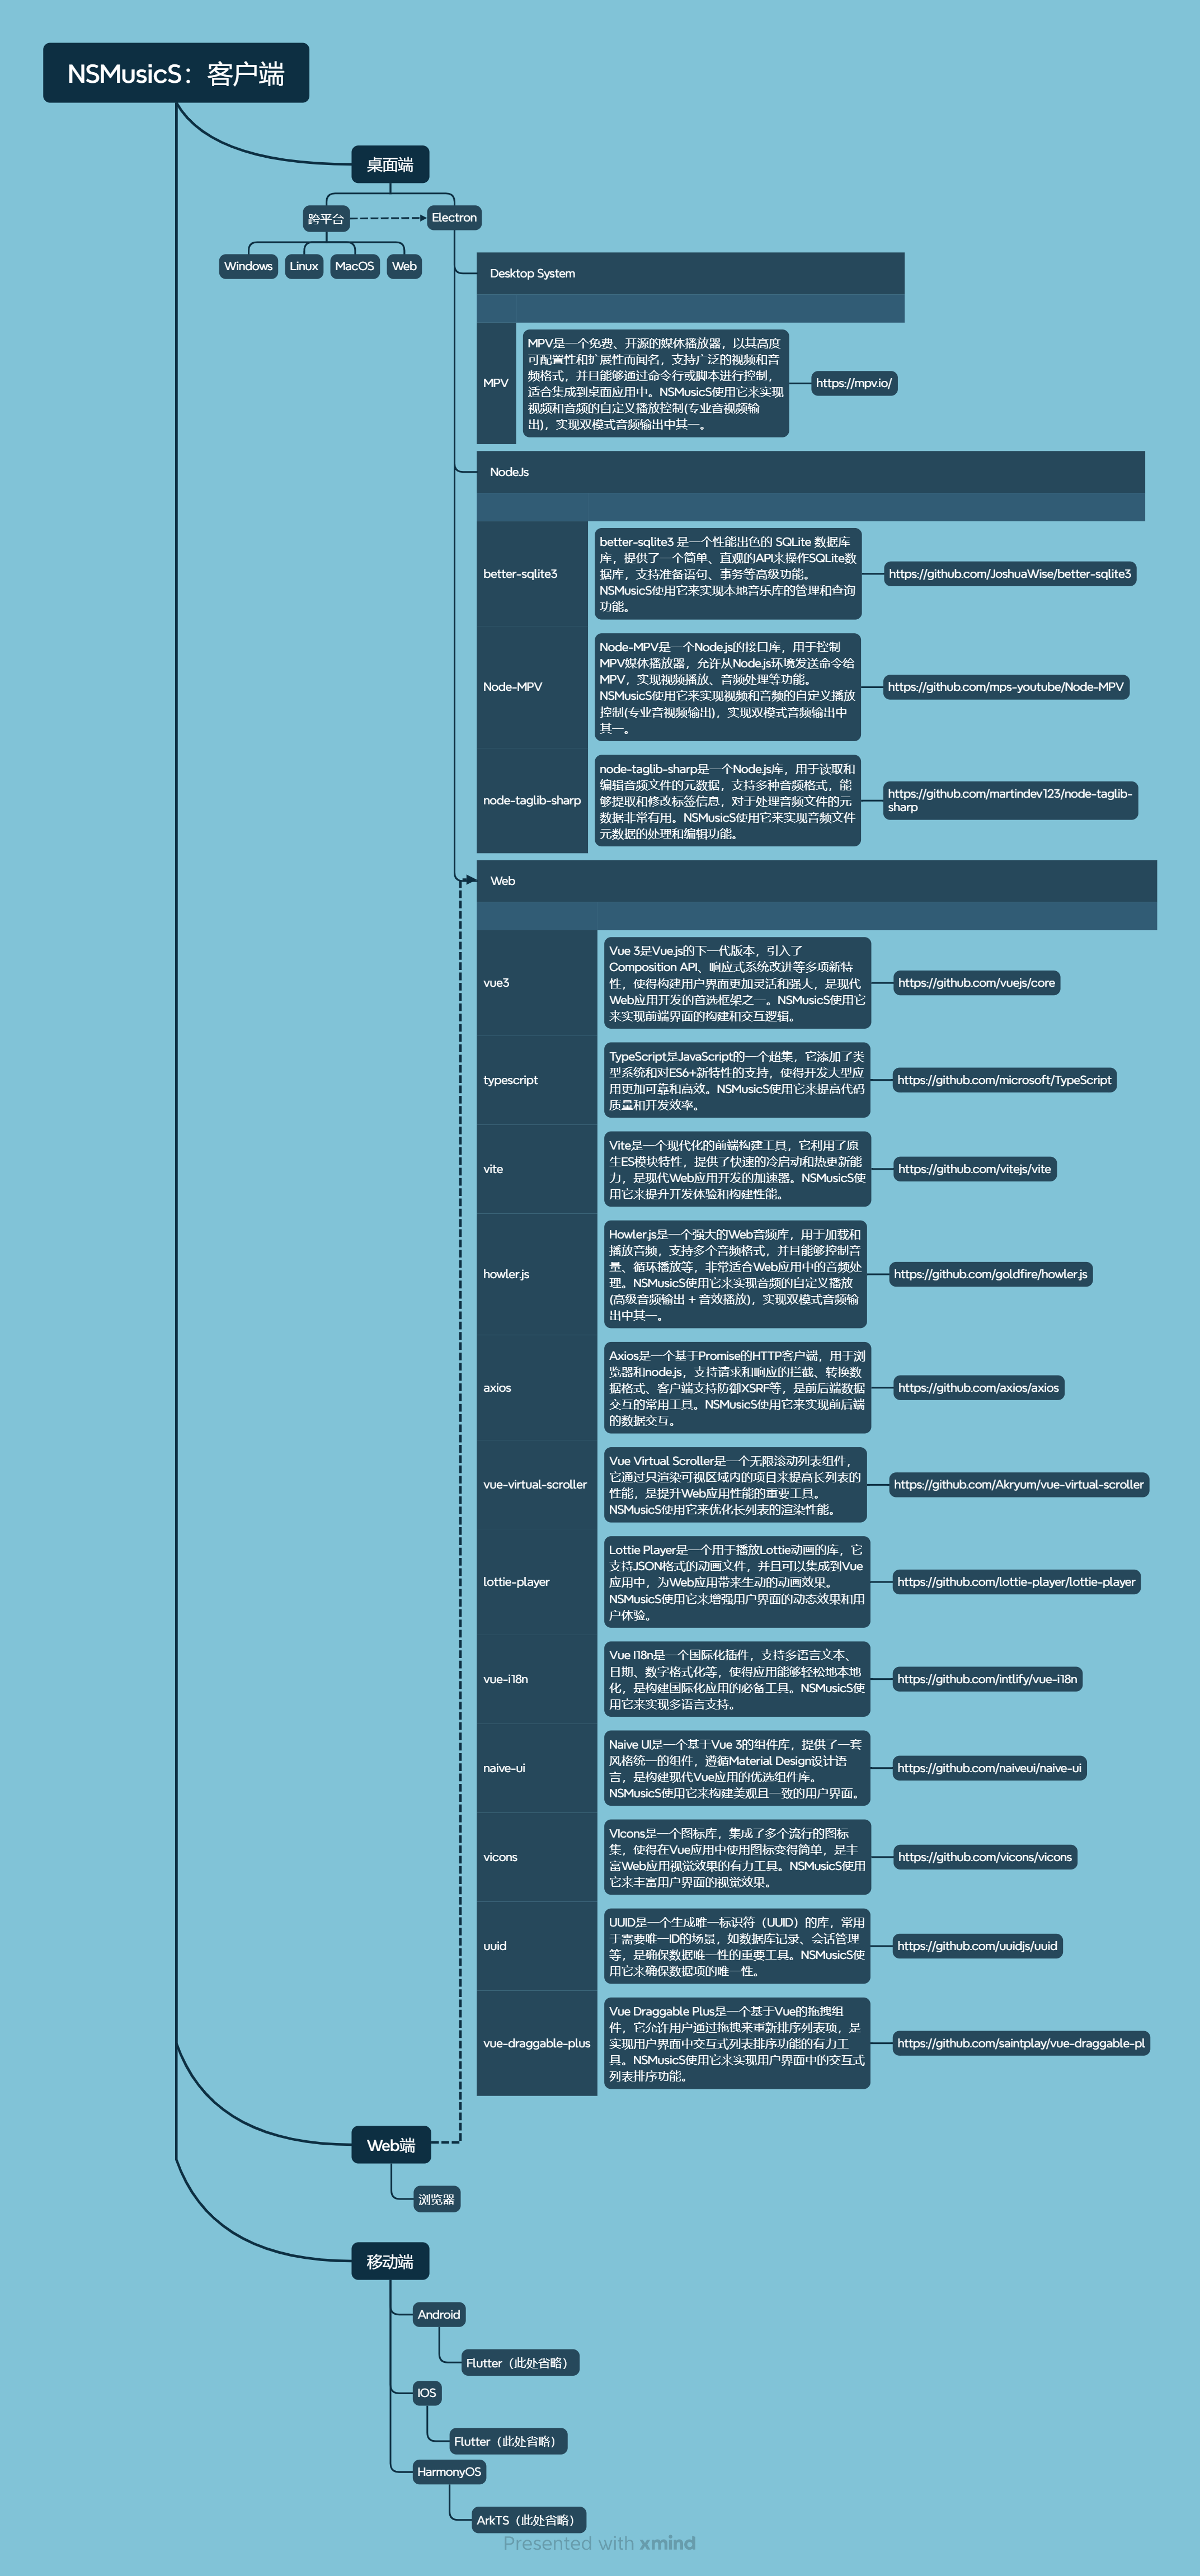 NSMusicS：客户端
桌面端
跨平台
Electron
Windows
Linux
MacOS
Web
Desktop System
MPV
MPV是一个免费、开源的媒体播放器，以其高度
可配置性和扩展性而闻名，支持广泛的视频和音
频格式，并且能够通过命令行或脚本进行控制，
适合集成到桌面应用中。NSMusicS使用它来实现
视频和音频的自定义播放控制(专业音视频输
出)，实现双模式音频输出中其一。
https://mpv.io/
NodeJs
better-sqlite3
better-sqlite3 是一个性能出色的 SQLite 数据库
库，提供了一个简单、直观的API来操作SQLite数
据库，支持准备语句、事务等高级功能。
NSMusicS使用它来实现本地音乐库的管理和查询
功能。
https://github.com/JoshuaWise/better-sqlite3
Node-MPV
Node-MPV是一个Node.js的接口库，用于控制
MPV媒体播放器，允许从Node.js环境发送命令给
MPV，实现视频播放、音频处理等功能。
NSMusicS使用它来实现视频和音频的自定义播放
控制(专业音视频输出)，实现双模式音频输出中
其一。
https://github.com/mps-youtube/Node-MPV
node-taglib-sharp
node-taglib-sharp是一个Node.js库，用于读取和
编辑音频文件的元数据，支持多种音频格式，能
够提取和修改标签信息，对于处理音频文件的元
数据非常有用。NSMusicS使用它来实现音频文件
元数据的处理和编辑功能。
https://github.com/martindev123/node-taglib-
sharp
Web
vue3
Vue 3是Vue.js的下一代版本，引入了
Composition API、响应式系统改进等多项新特
性，使得构建用户界面更加灵活和强大，是现代
Web应用开发的首选框架之一。NSMusicS使用它
来实现前端界面的构建和交互逻辑。
https://github.com/vuejs/core
typescript
TypeScript是JavaScript的一个超集，它添加了类
型系统和对ES6+新特性的支持，使得开发大型应
用更加可靠和高效。NSMusicS使用它来提高代码
质量和开发效率。
https://github.com/microsoft/TypeScript
vite
Vite是一个现代化的前端构建工具，它利用了原
生ES模块特性，提供了快速的冷启动和热更新能
力，是现代Web应用开发的加速器。NSMusicS使
用它来提升开发体验和构建性能。
https://github.com/vitejs/vite
howler.js
Howler.js是一个强大的Web音频库，用于加载和
播放音频，支持多个音频格式，并且能够控制音
量、循环播放等，非常适合Web应用中的音频处
理。NSMusicS使用它来实现音频的自定义播放
(高级音频输出 + 音效播放)，实现双模式音频输
出中其一。
https://github.com/goldfire/howler.js
axios
Axios是一个基于Promise的HTTP客户端，用于浏
览器和node.js，支持请求和响应的拦截、转换数
据格式、客户端支持防御XSRF等，是前后端数据
交互的常用工具。NSMusicS使用它来实现前后端
的数据交互。
https://github.com/axios/axios
vue-virtual-scroller
Vue Virtual Scroller是一个无限滚动列表组件，
它通过只渲染可视区域内的项目来提高长列表的
性能，是提升Web应用性能的重要工具。
NSMusicS使用它来优化长列表的渲染性能。
https://github.com/Akryum/vue-virtual-scroller
lottie-player
Lottie Player是一个用于播放Lottie动画的库，它
支持JSON格式的动画文件，并且可以集成到Vue
应用中，为Web应用带来生动的动画效果。
NSMusicS使用它来增强用户界面的动态效果和用
户体验。
https://github.com/lottie-player/lottie-player
vue-i18n
Vue I18n是一个国际化插件，支持多语言文本、
日期、数字格式化等，使得应用能够轻松地本地
化，是构建国际化应用的必备工具。NSMusicS使
用它来实现多语言支持。
https://github.com/intlify/vue-i18n
naive-ui
Naive UI是一个基于Vue 3的组件库，提供了一套
风格统一的组件，遵循Material Design设计语
言，是构建现代Vue应用的优选组件库。
NSMusicS使用它来构建美观且一致的用户界面。
https://github.com/naiveui/naive-ui
vicons
VIcons是一个图标库，集成了多个流行的图标
集，使得在Vue应用中使用图标变得简单，是丰
富Web应用视觉效果的有力工具。NSMusicS使用
它来丰富用户界面的视觉效果。
https://github.com/vicons/vicons
uuid
UUID是一个生成唯一标识符（UUID）的库，常用
于需要唯一ID的场景，如数据库记录、会话管理
等，是确保数据唯一性的重要工具。NSMusicS使
用它来确保数据项的唯一性。
https://github.com/uuidjs/uuid
vue-draggable-plus
Vue Draggable Plus是一个基于Vue的拖拽组
件，它允许用户通过拖拽来重新排序列表项，是
实现用户界面中交互式列表排序功能的有力工
具。NSMusicS使用它来实现用户界面中的交互式
列表排序功能。
https://github.com/saintplay/vue-draggable-pl
Web端
浏览器
移动端
Android
Flutter（此处省略）
IOS
Flutter（此处省略）
HarmonyOS
ArkTS（此处省略）
Presented with xmind